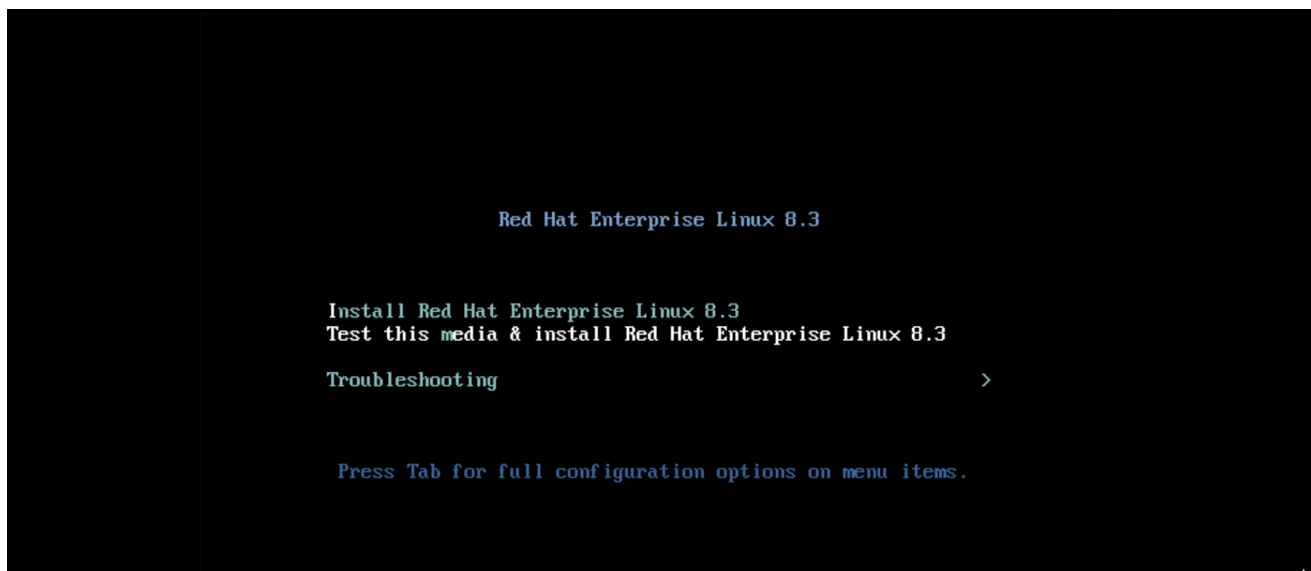 Red Hat Enterprise Linux 8.3
Install Red Hat Enterprise Linux 8.3
Test this media & install Red Hat Enterprise Linux 8.3
Troubleshooting >
Press Tab for full configuration options on menu items.